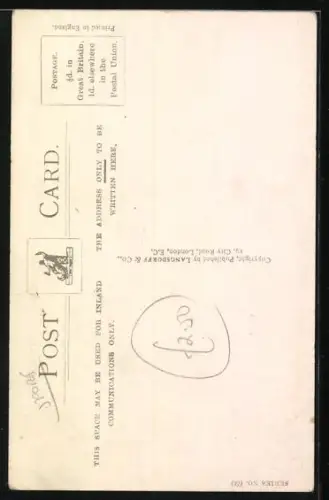 POST CARD.
Printed in England.
POSTAGE.
½d. in
Great Britain.
1d. elsewhere
in the
Postal Union.
THIS SPACE MAY BE USED FOR INLAND
COMMUNICATIONS ONLY.
THE ADDRESS ONLY TO BE
WRITTEN HERE.
Copyright, Published by LANGSDORFF & Co.,
City Road, London, E.C.
£2.50
SERIES NO.